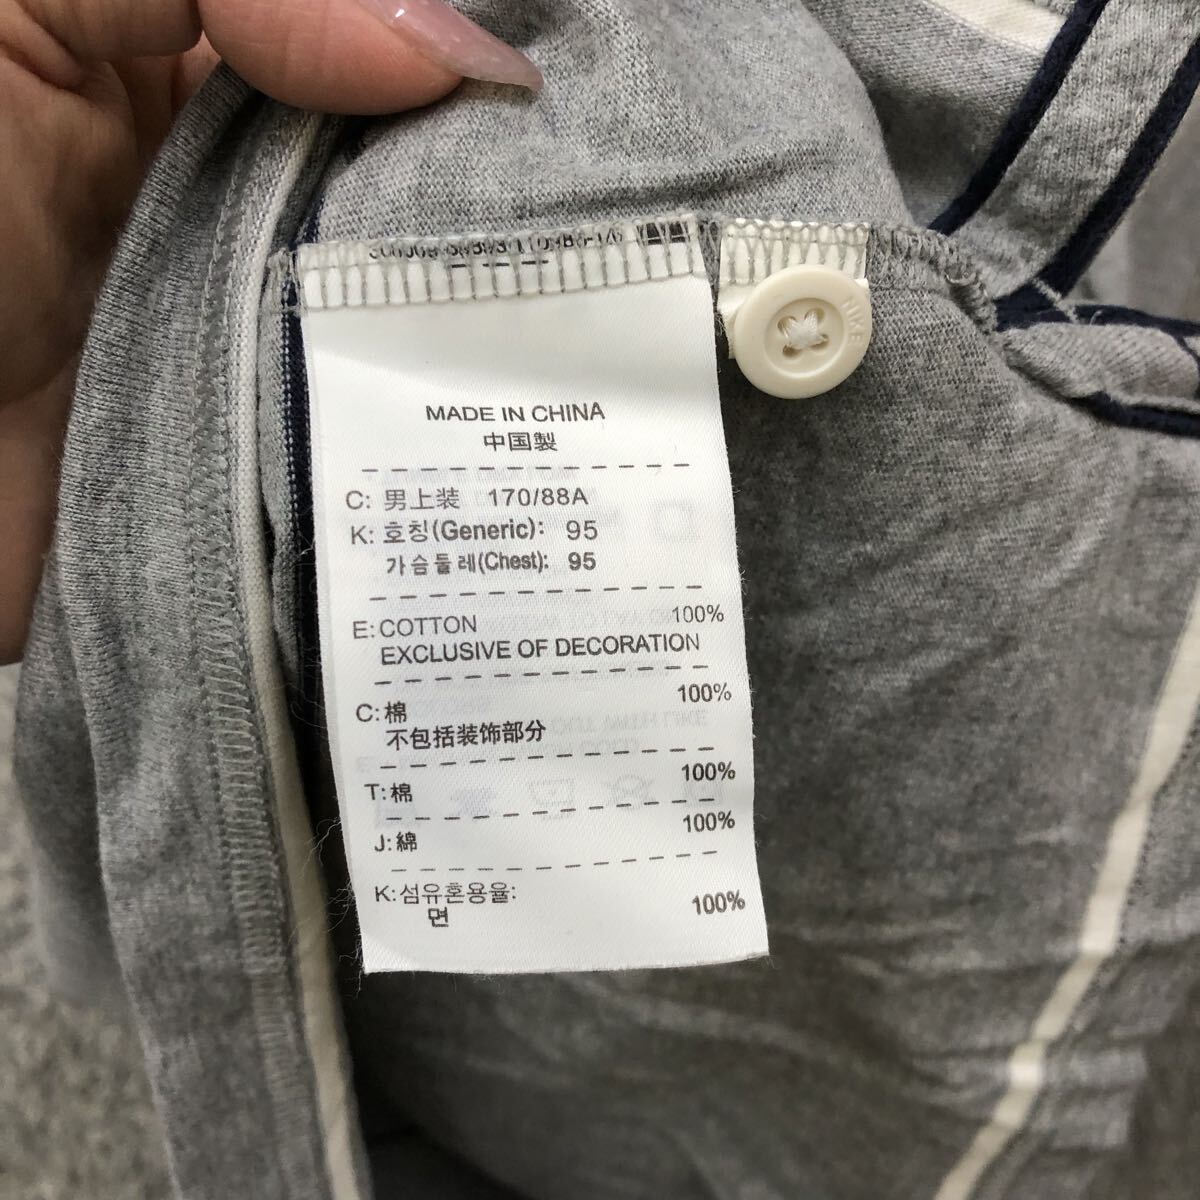 NIKE
MADE IN CHINA
中国製
C: 男上装 170/88A
K: 호칭(Generic): 95
가슴둘레(Chest): 95
E: COTTON 100%
EXCLUSIVE OF DECORATION
C: 棉 100%
不包括装饰部分
T: 棉 100%
J: 綿 100%
K: 섬유혼용율:
면 100%